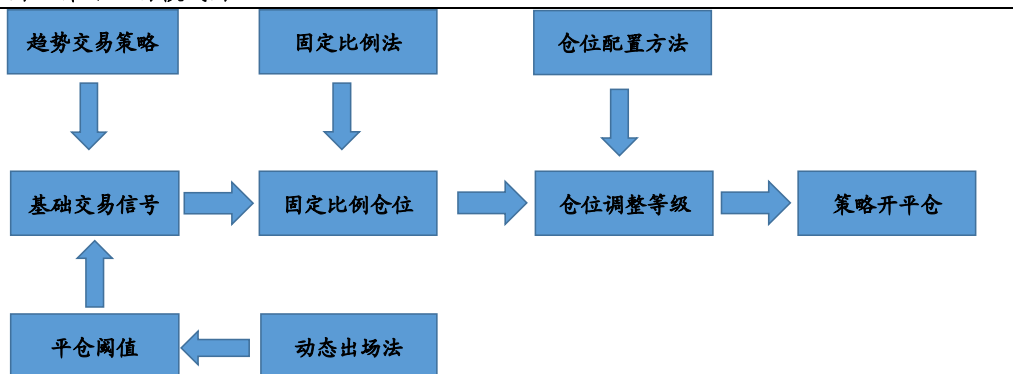 趋势交易策略
固定比例法
仓位配置方法
基础交易信号
固定比例仓位
仓位调整等级
策略开平仓
平仓阈值
动态出场法